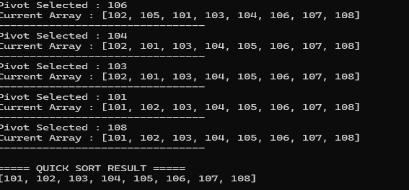 Pivot Selected : 106
Current Array : [102, 105, 101, 103, 104, 106, 107, 108]
----------------------------------
Pivot Selected : 104
Current Array : [102, 101, 103, 104, 105, 106, 107, 108]
----------------------------------
Pivot Selected : 103
Current Array : [102, 101, 103, 104, 105, 106, 107, 108]
----------------------------------
Pivot Selected : 101
Current Array : [101, 102, 103, 104, 105, 106, 107, 108]
----------------------------------
Pivot Selected : 108
Current Array : [101, 102, 103, 104, 105, 106, 107, 108]
----------------------------------
===== QUICK SORT RESULT =====
[101, 102, 103, 104, 105, 106, 107, 108]